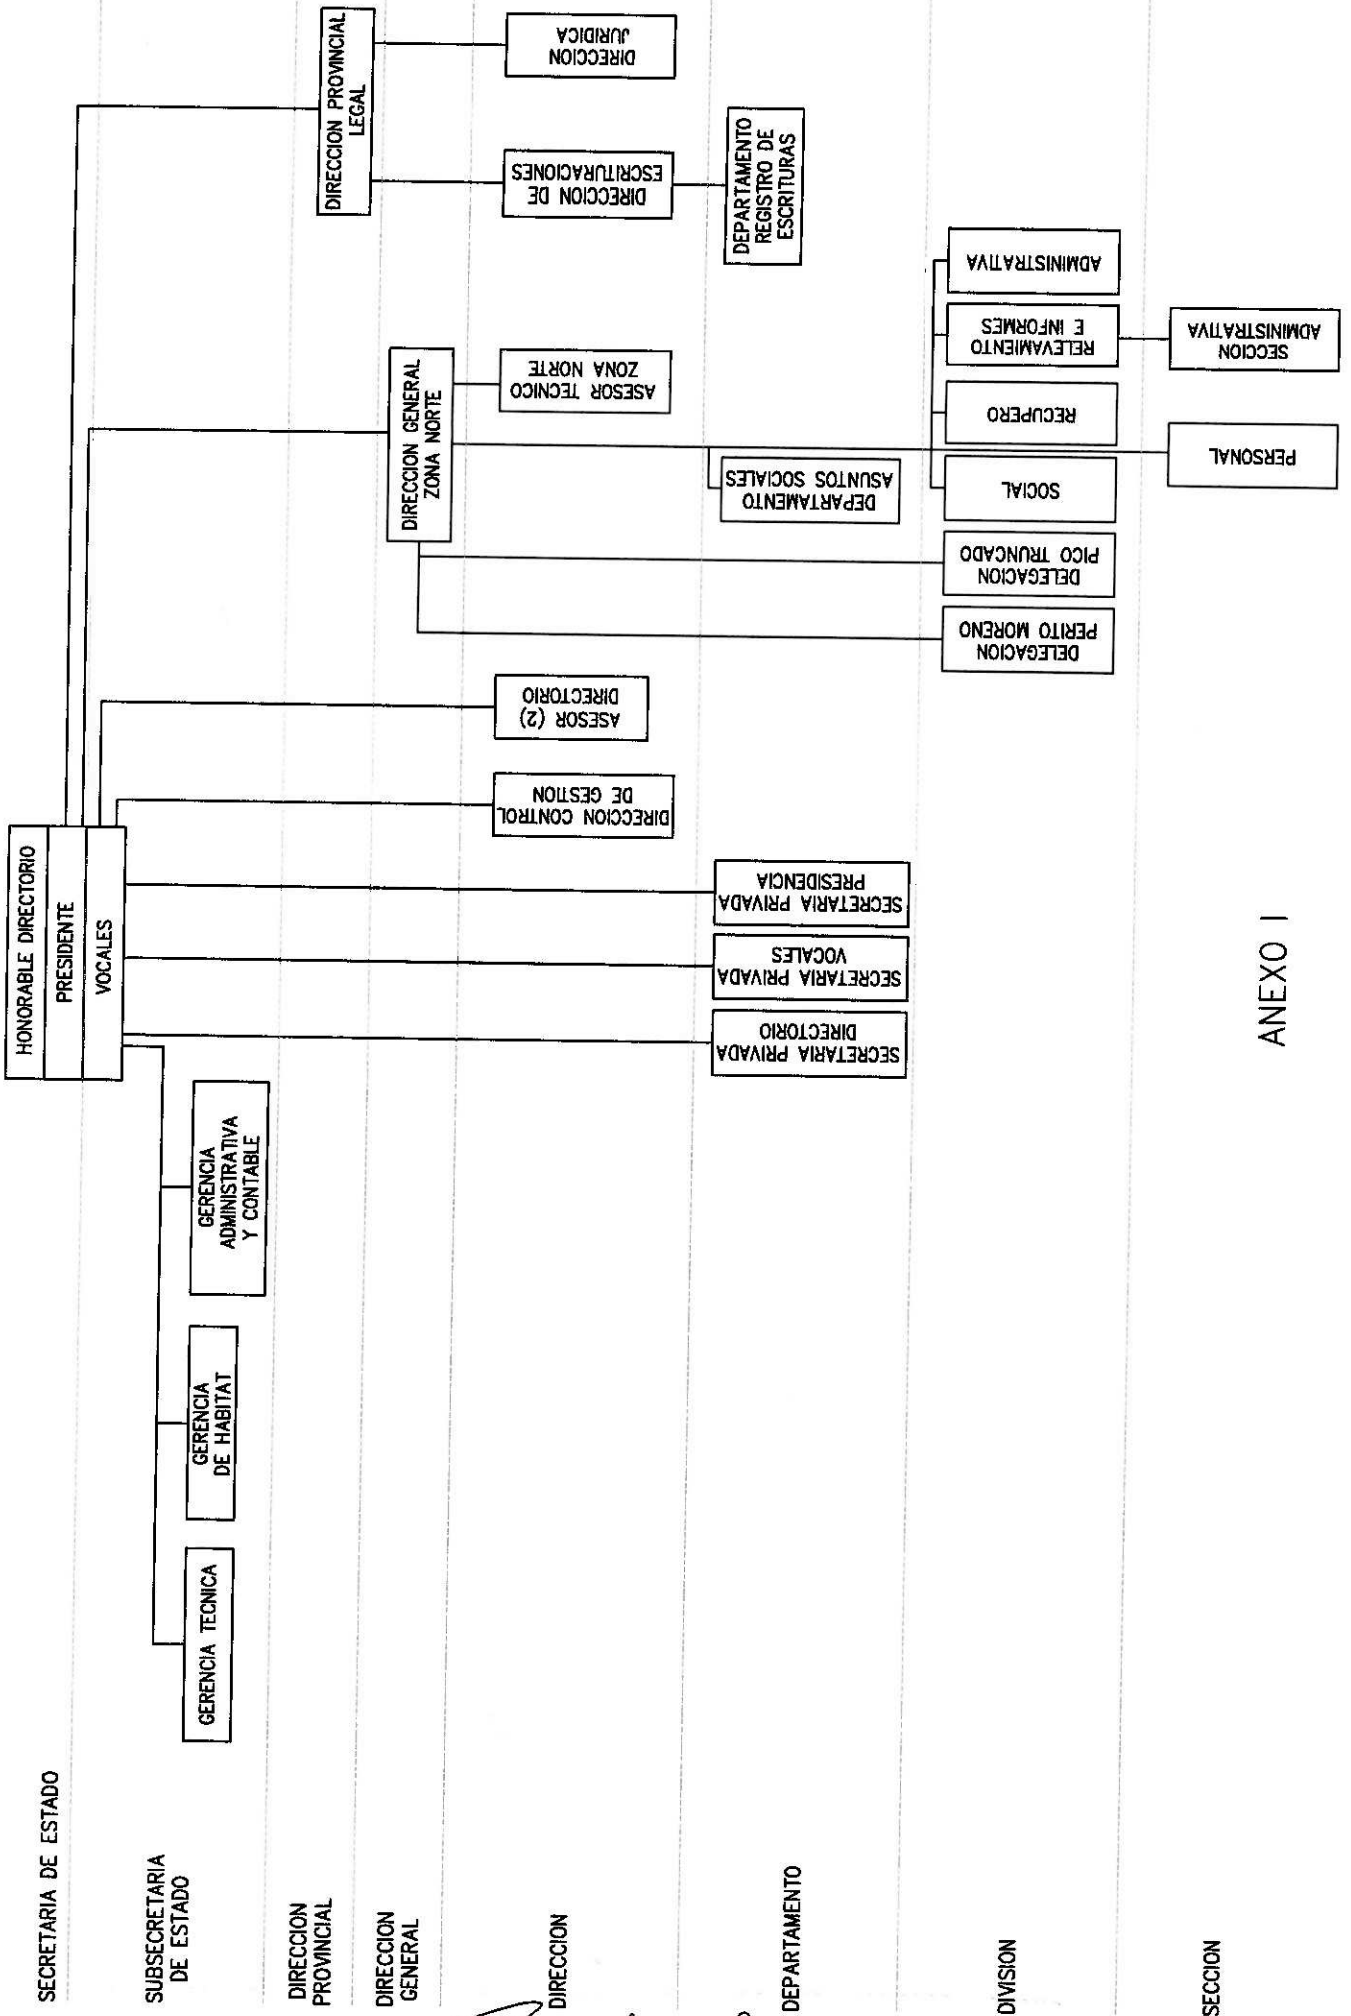 SECRETARIA DE ESTADO
SUBSECRETARIA
DE ESTADO
DIRECCION
PROVINCIAL
DIRECCION
GENERAL
DIRECCION
DEPARTAMENTO
DIVISION
SECCION
HONORABLE DIRECTORIO
PRESIDENTE
VOCALES
GERENCIA TECNICA
GERENCIA
DE HABITAT
GERENCIA
ADMINISTRATIVA
Y CONTABLE
DIRECCION PROVINCIAL
LEGAL
DIRECCION GENERAL
ZONA NORTE
DIRECCION CONTROL
DE GESTION
ASESOR (2)
DIRECTORIO
ASESOR TECNICO
ZONA NORTE
DIRECCION DE
ESCRITURACIONES
DIRECCION
JURIDICA
SECRETARIA PRIVADA
DIRECTORIO
SECRETARIA PRIVADA
VOCALES
SECRETARIA PRIVADA
PRESIDENCIA
DEPARTAMENTO
ASUNTOS SOCIALES
DEPARTAMENTO
REGISTRO DE
ESCRITURAS
DELEGACION
PERITO MORENO
DELEGACION
PICO TRUNCADO
SOCIAL
RECUPERO
RELEVAMIENTO
E INFORMES
ADMINISTRATIVA
PERSONAL
SECCION
ADMINISTRATIVA
ANEXO I